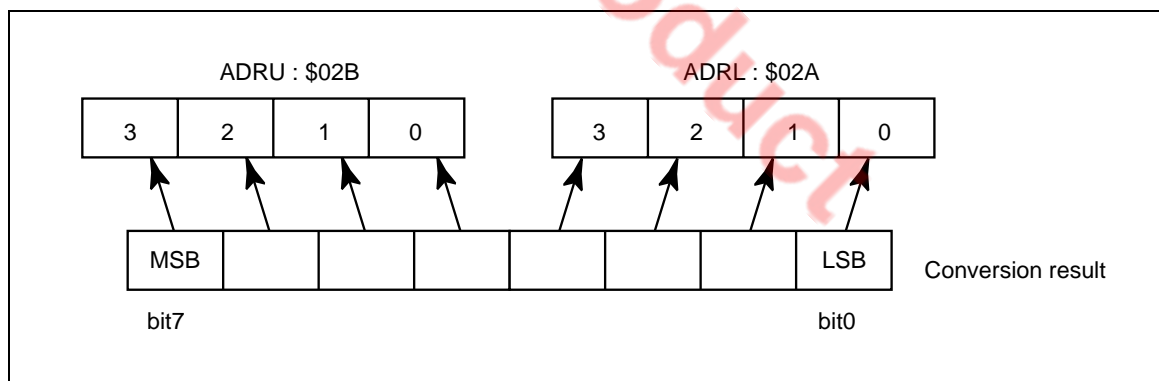 ADRU : $02B
ADRL : $02A
3 2 1 0
3 2 1 0
MSB
LSB
Conversion result
bit7
bit0